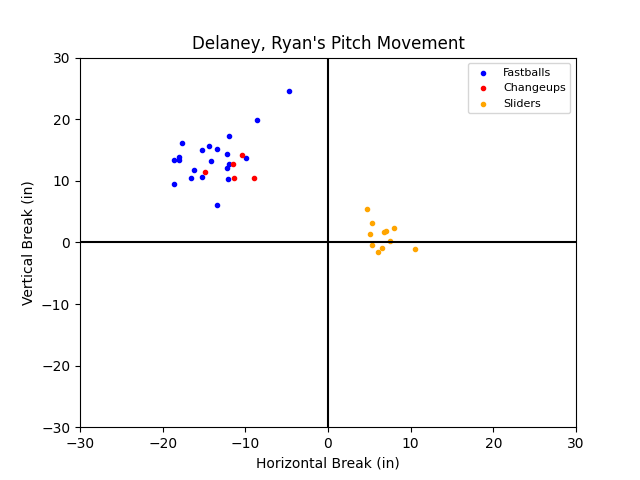 Delaney, Ryan's Pitch Movement
30
20
10
0
−10
−20
−30
Vertical Break (in)
Fastballs
Changeups
Sliders
−30 −20 −10 0 10 20 30
Horizontal Break (in)